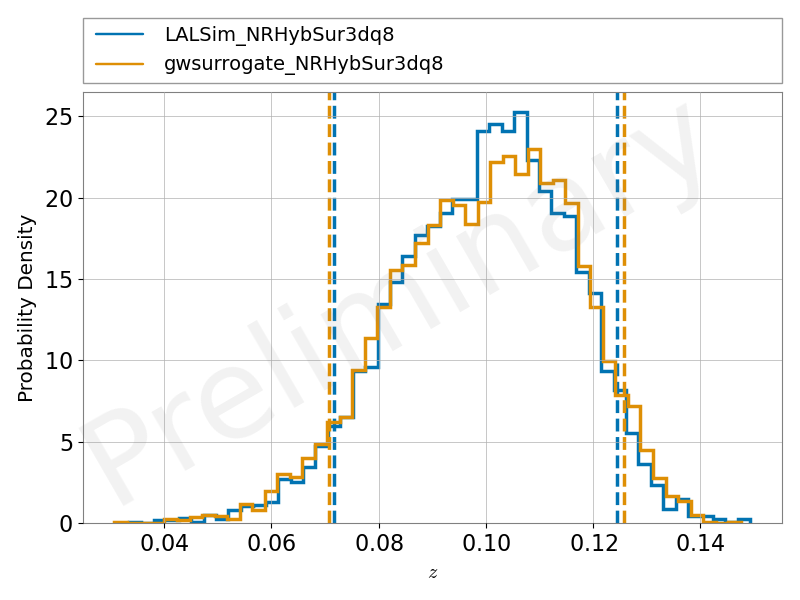 LALSim_NRHybSur3dq8
gwsurrogate_NRHybSur3dq8
25
20
15
10
5
0
Probability Density
Preliminary
0.04 0.06 0.08 0.10 0.12 0.14
z